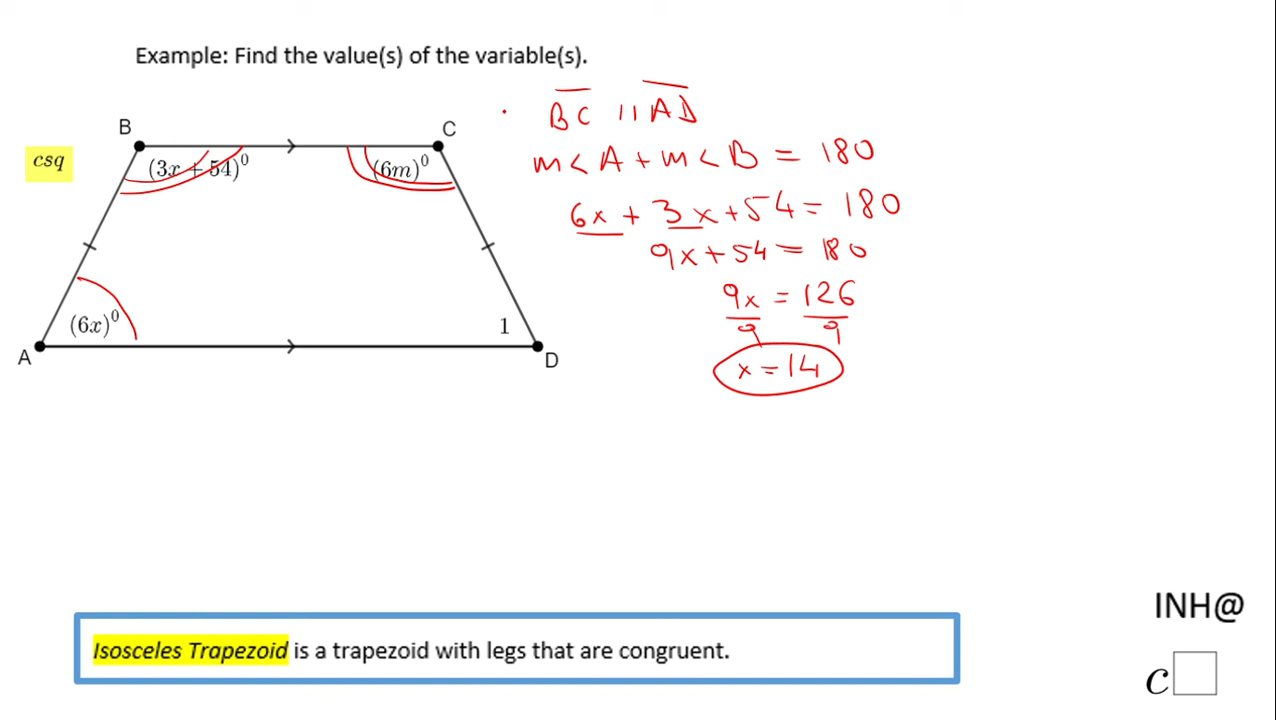 Example: Find the value(s) of the variable(s).
BC || AD
B
C
csq
(3x + 54)⁰
(6m)⁰
m<A + m<B = 180
6x + 3x + 54 = 180
9x + 54 = 180
9x = 126
9 9
x = 14
(6x)⁰
1
A
D
INH@
Isosceles Trapezoid is a trapezoid with legs that are congruent.
c